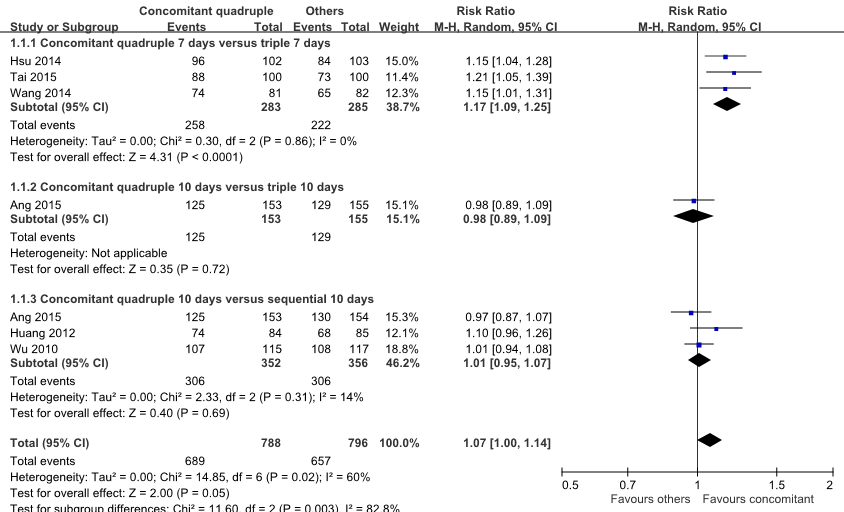 Concomitant quadruple Others Risk Ratio Risk Ratio
Study or Subgroup Events Total Events Total Weight M-H, Random, 95% CI M-H, Random, 95% CI
1.1.1 Concomitant quadruple 7 days versus triple 7 days
Hsu 2014 96 102 84 103 15.0% 1.15 [1.04, 1.28]
Tai 2015 88 100 73 100 11.4% 1.21 [1.05, 1.39]
Wang 2014 74 81 65 82 12.3% 1.15 [1.01, 1.31]
Subtotal (95% CI) 283 285 38.7% 1.17 [1.09, 1.25]
Total events 258 222
Heterogeneity: Tau² = 0.00; Chi² = 0.30, df = 2 (P = 0.86); I² = 0%
Test for overall effect: Z = 4.31 (P < 0.0001)
1.1.2 Concomitant quadruple 10 days versus triple 10 days
Ang 2015 125 153 129 155 15.1% 0.98 [0.89, 1.09]
Subtotal (95% CI) 153 155 15.1% 0.98 [0.89, 1.09]
Total events 125 129
Heterogeneity: Not applicable
Test for overall effect: Z = 0.35 (P = 0.72)
1.1.3 Concomitant quadruple 10 days versus sequential 10 days
Ang 2015 125 153 130 154 15.3% 0.97 [0.87, 1.07]
Huang 2012 74 84 68 85 12.1% 1.10 [0.96, 1.26]
Wu 2010 107 115 108 117 18.8% 1.01 [0.94, 1.08]
Subtotal (95% CI) 352 356 46.2% 1.01 [0.95, 1.07]
Total events 306 306
Heterogeneity: Tau² = 0.00; Chi² = 2.33, df = 2 (P = 0.31); I² = 14%
Test for overall effect: Z = 0.40 (P = 0.69)
Total (95% CI) 788 796 100.0% 1.07 [1.00, 1.14]
Total events 689 657
Heterogeneity: Tau² = 0.00; Chi² = 14.85, df = 6 (P = 0.02); I² = 60%
Test for overall effect: Z = 2.00 (P = 0.05)
Test for subgroup differences: Chi² = 11.60, df = 2 (P = 0.003), I² = 82.8%
0.5 0.7 1 1.5 2
Favours others Favours concomitant